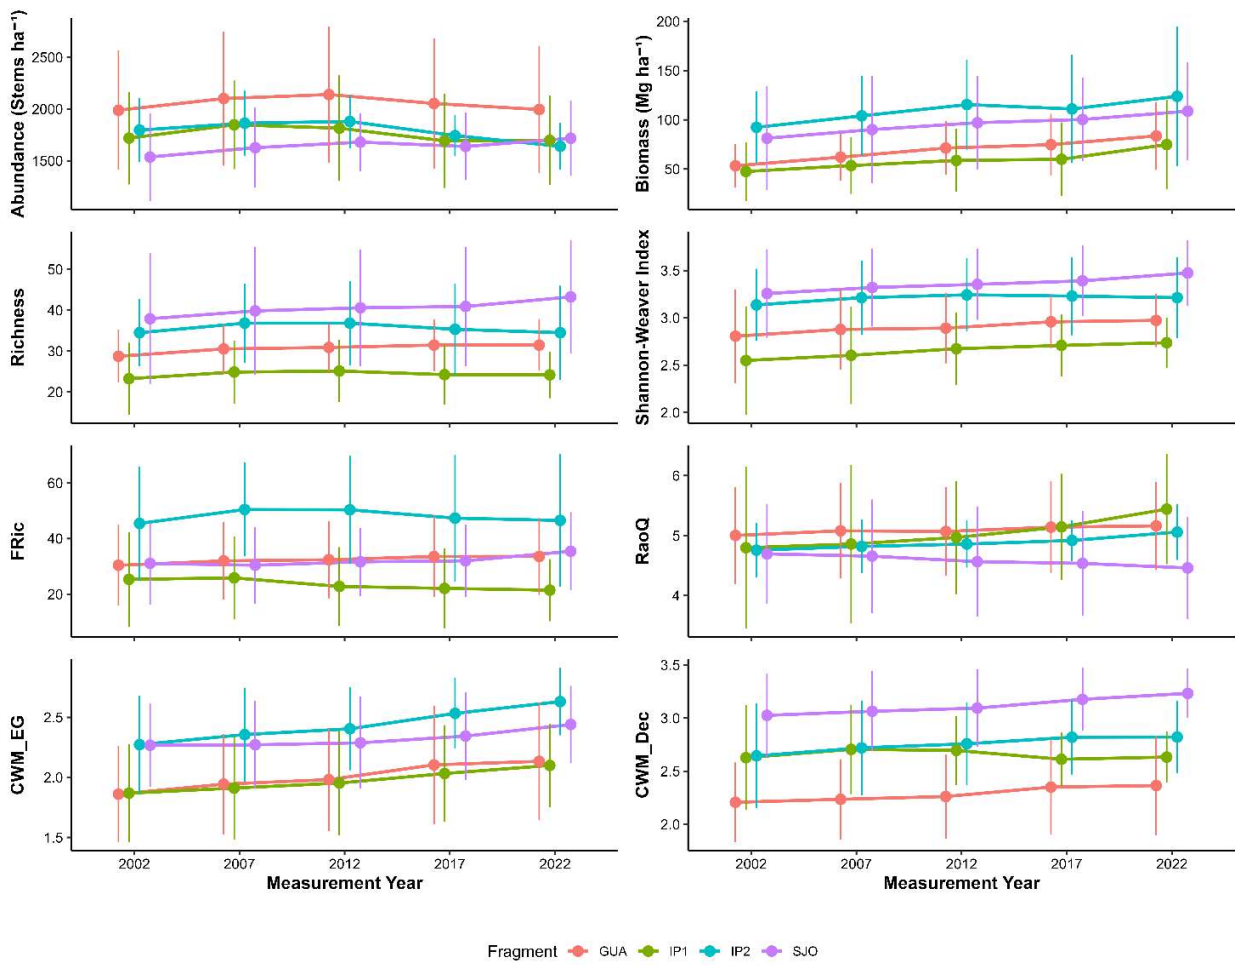 Abundance (Stems ha⁻¹)
2500
2000
1500
Biomass (Mg ha⁻¹)
200
150
100
50
Richness
50
40
30
20
Shannon-Weaver Index
3.5
3.0
2.5
2.0
FRic
60
40
20
RaoQ
6
5
4
CWM_EG
2.5
2.0
1.5
CWM_Dec
3.5
3.0
2.5
2.0
2002 2007 2012 2017 2022
Measurement Year
2002 2007 2012 2017 2022
Measurement Year
Fragment GUA IP1 IP2 SJO